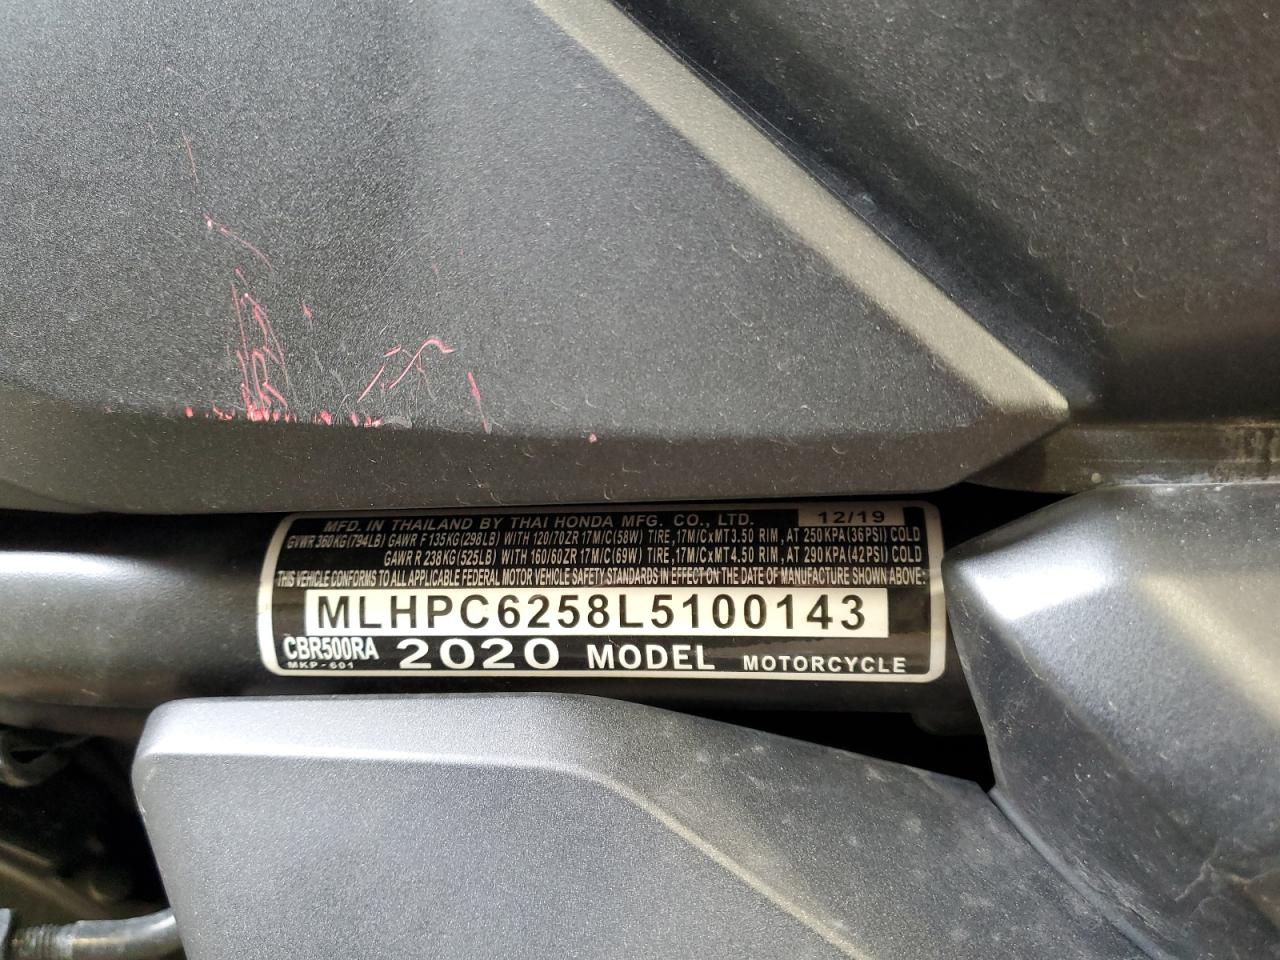 MFD. IN THAILAND BY THAI HONDA MFG. CO., LTD. 12/19
GVWR 360KG(794LB) GAWR F 135KG(298LB) WITH 120/70ZR 17M/C(58W) TIRE,17M/CxMT3.50 RIM, AT 250KPA(36PSI) COLD
GAWR R 238KG(525LB) WITH 160/60ZR 17M/C(69W) TIRE,17M/CxMT4.50 RIM, AT 290KPA(42PSI) COLD
THIS VEHICLE CONFORMS TO ALL APPLICABLE FEDERAL MOTOR VEHICLE SAFETY STANDARDS IN EFFECT ON THE DATE OF MANUFACTURE SHOWN ABOVE:
MLHPC6258L5100143
CBR500RA 2020 MODEL MOTORCYCLE
MKP-601